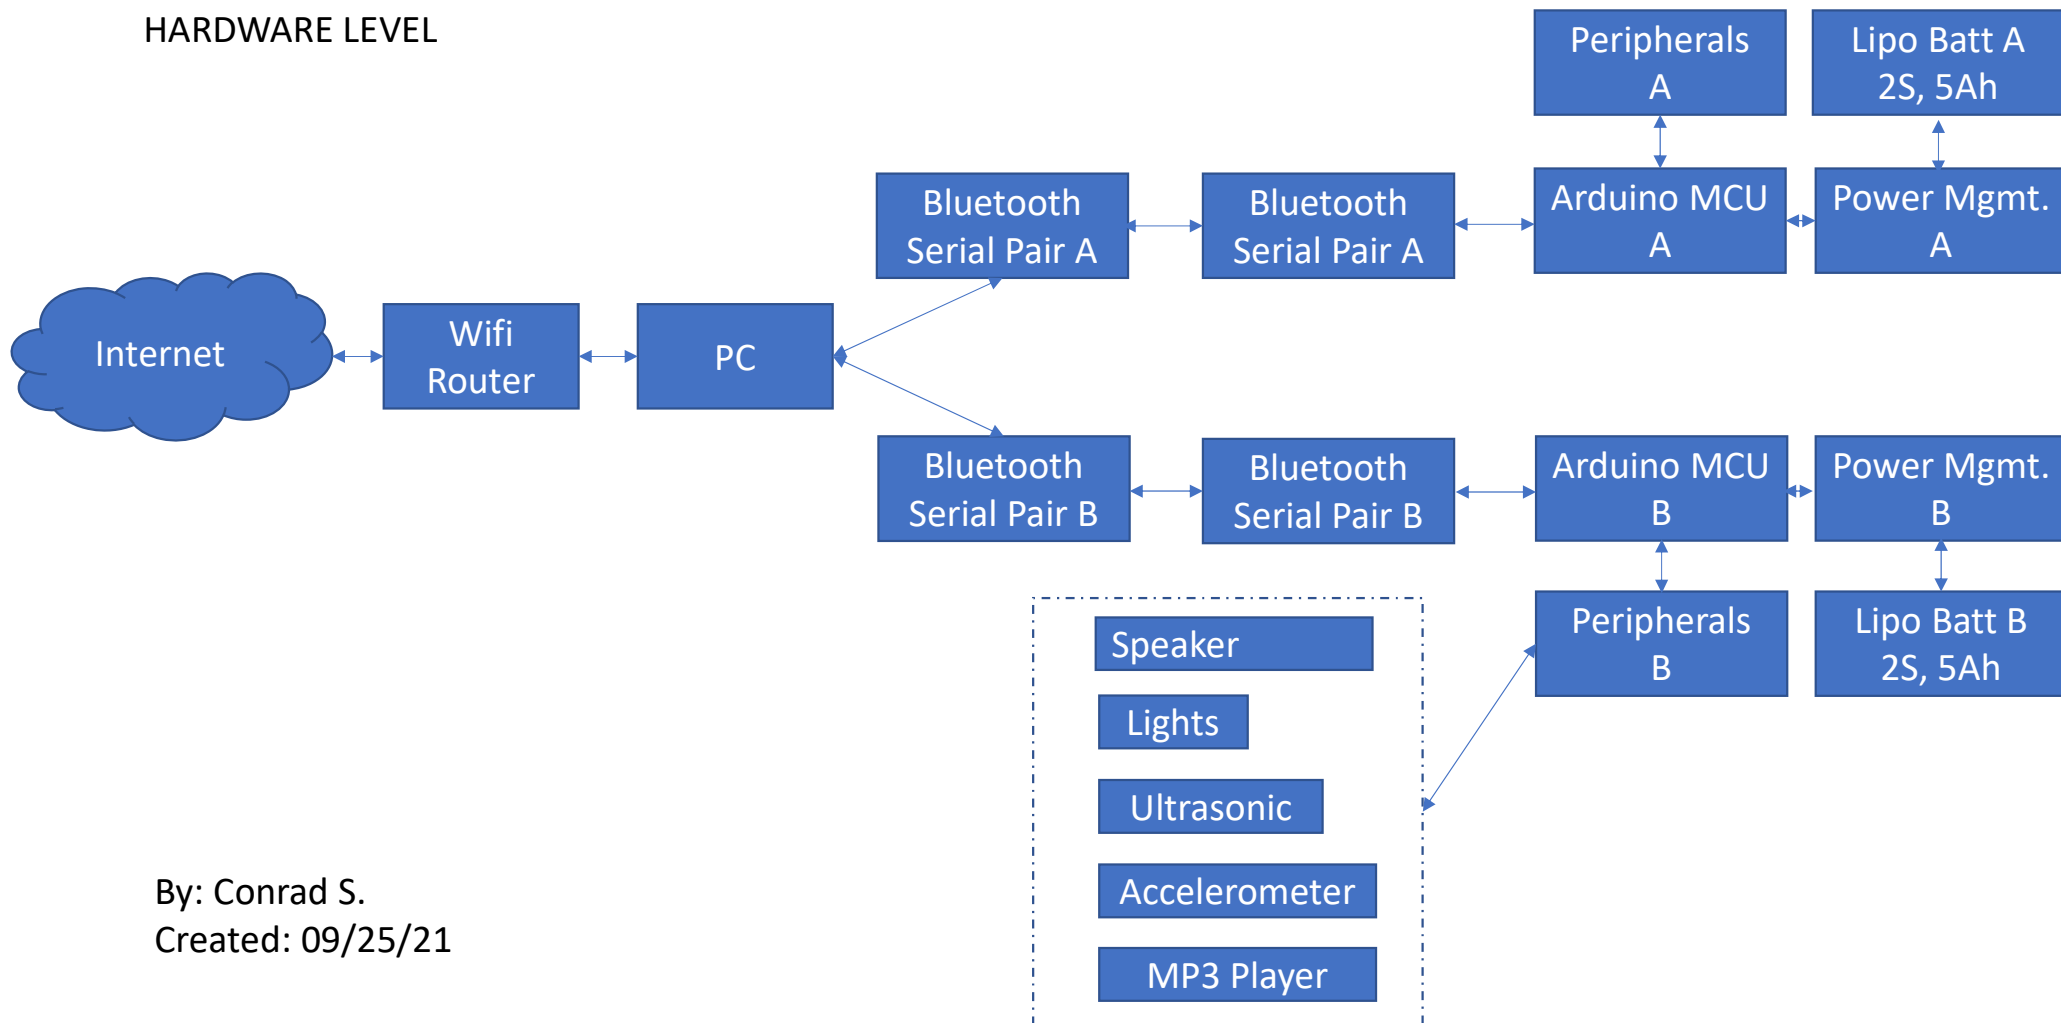 HARDWARE LEVEL
Peripherals
A
Lipo Batt A
2S, 5Ah
Bluetooth
Serial Pair A
Bluetooth
Serial Pair A
Arduino MCU
A
Power Mgmt.
A
Internet
Wifi
Router
PC
Bluetooth
Serial Pair B
Bluetooth
Serial Pair B
Arduino MCU
B
Power Mgmt.
B
Peripherals
B
Lipo Batt B
2S, 5Ah
Speaker
Lights
Ultrasonic
Accelerometer
MP3 Player
By: Conrad S.
Created: 09/25/21